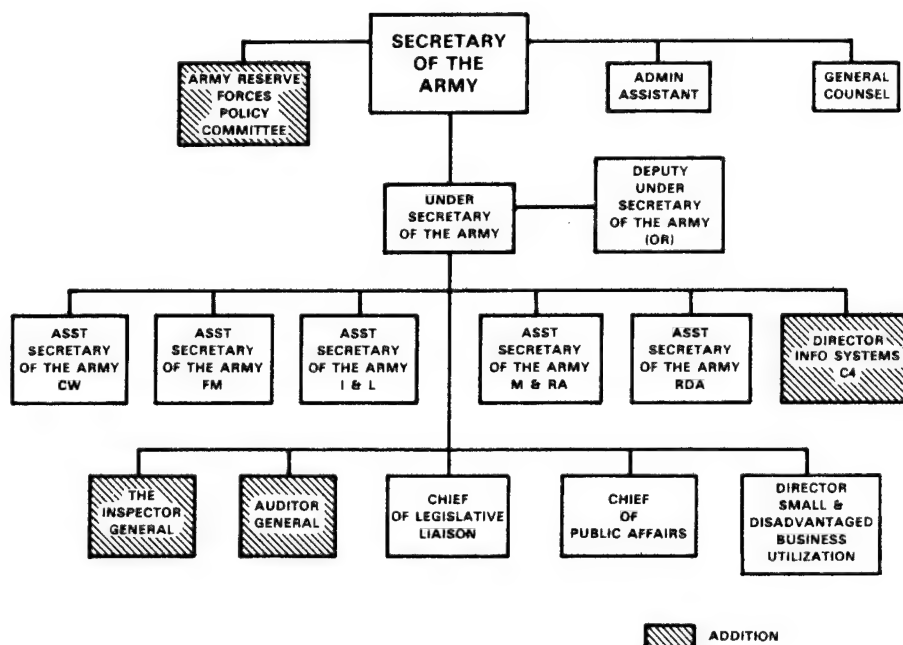 SECRETARY
OF THE
ARMY
ARMY RESERVE
FORCES
POLICY
COMMITTEE
ADMIN
ASSISTANT
GENERAL
COUNSEL
UNDER
SECRETARY
OF THE ARMY
DEPUTY
UNDER
SECRETARY
OF THE ARMY
(OR)
ASST
SECRETARY
OF THE ARMY
CW
ASST
SECRETARY
OF THE ARMY
FM
ASST
SECRETARY
OF THE ARMY
I & L
ASST
SECRETARY
OF THE ARMY
M & RA
ASST
SECRETARY
OF THE ARMY
RDA
DIRECTOR
INFO SYSTEMS
C4
THE
INSPECTOR
GENERAL
AUDITOR
GENERAL
CHIEF
OF LEGISLATIVE
LIAISON
CHIEF
OF
PUBLIC AFFAIRS
DIRECTOR
SMALL &
DISADVANTAGED
BUSINESS
UTILIZATION
ADDITION